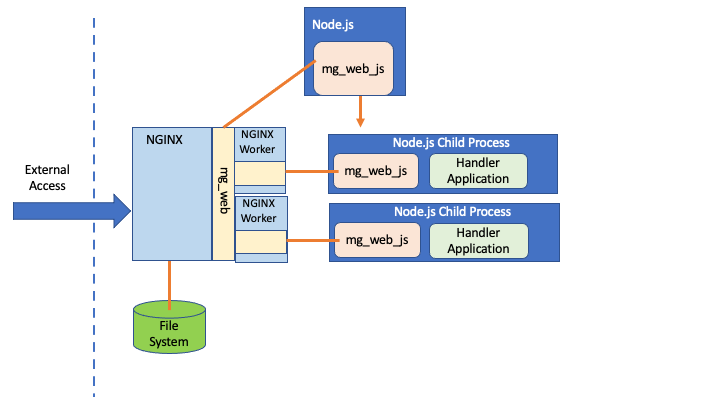 Node.js
mg_web_js
NGINX
mg_web
NGINX
Worker
Node.js Child Process
mg_web_js
Handler
Application
External
Access
NGINX
Worker
Node.js Child Process
mg_web_js
Handler
Application
File
System